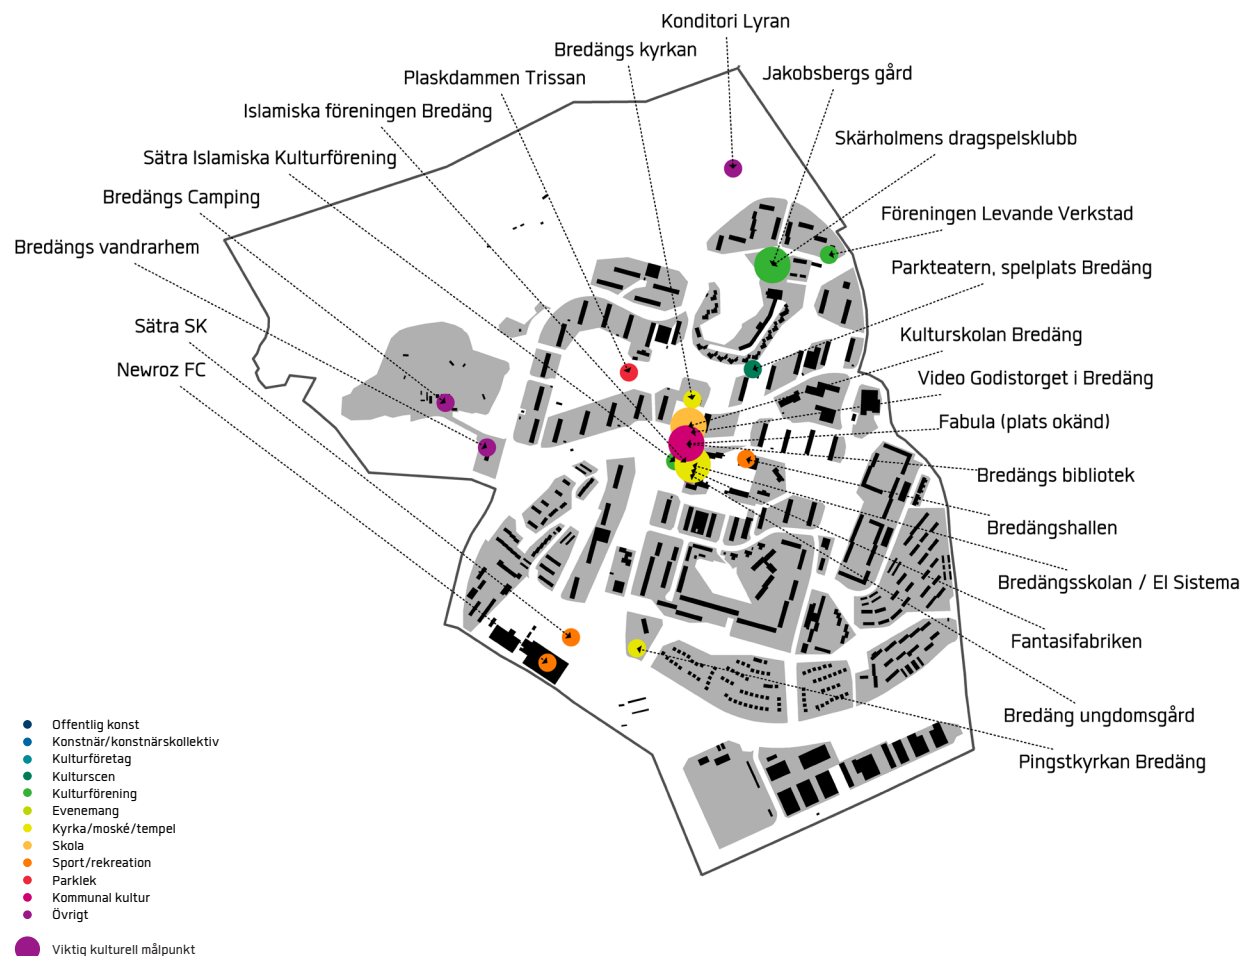 Konditori Lyran
Bredängs kyrkan
Jakobsbergs gård
Plaskdammen Trissan
Islamiska föreningen Bredäng
Skärholmens dragspelsklubb
Sätra Islamiska Kulturförening
Bredängs Camping
Föreningen Levande Verkstad
Bredängs vandrarhem
Parkteatern, spelplats Bredäng
Sätra SK
Kulturskolan Bredäng
Newroz FC
Video Godistorget i Bredäng
Fabula (plats okänd)
Bredängs bibliotek
Bredängshallen
Bredängsskolan / El Sistema
Fantasifabriken
Bredäng ungdomsgård
Pingstkyrkan Bredäng
Offentlig konst
Konstnär/konstnärskollektiv
Kulturföretag
Kulturscen
Kulturförening
Evenemang
Kyrka/moské/tempel
Skola
Sport/rekreation
Parklek
Kommunal kultur
Övrigt
Viktig kulturell målpunkt